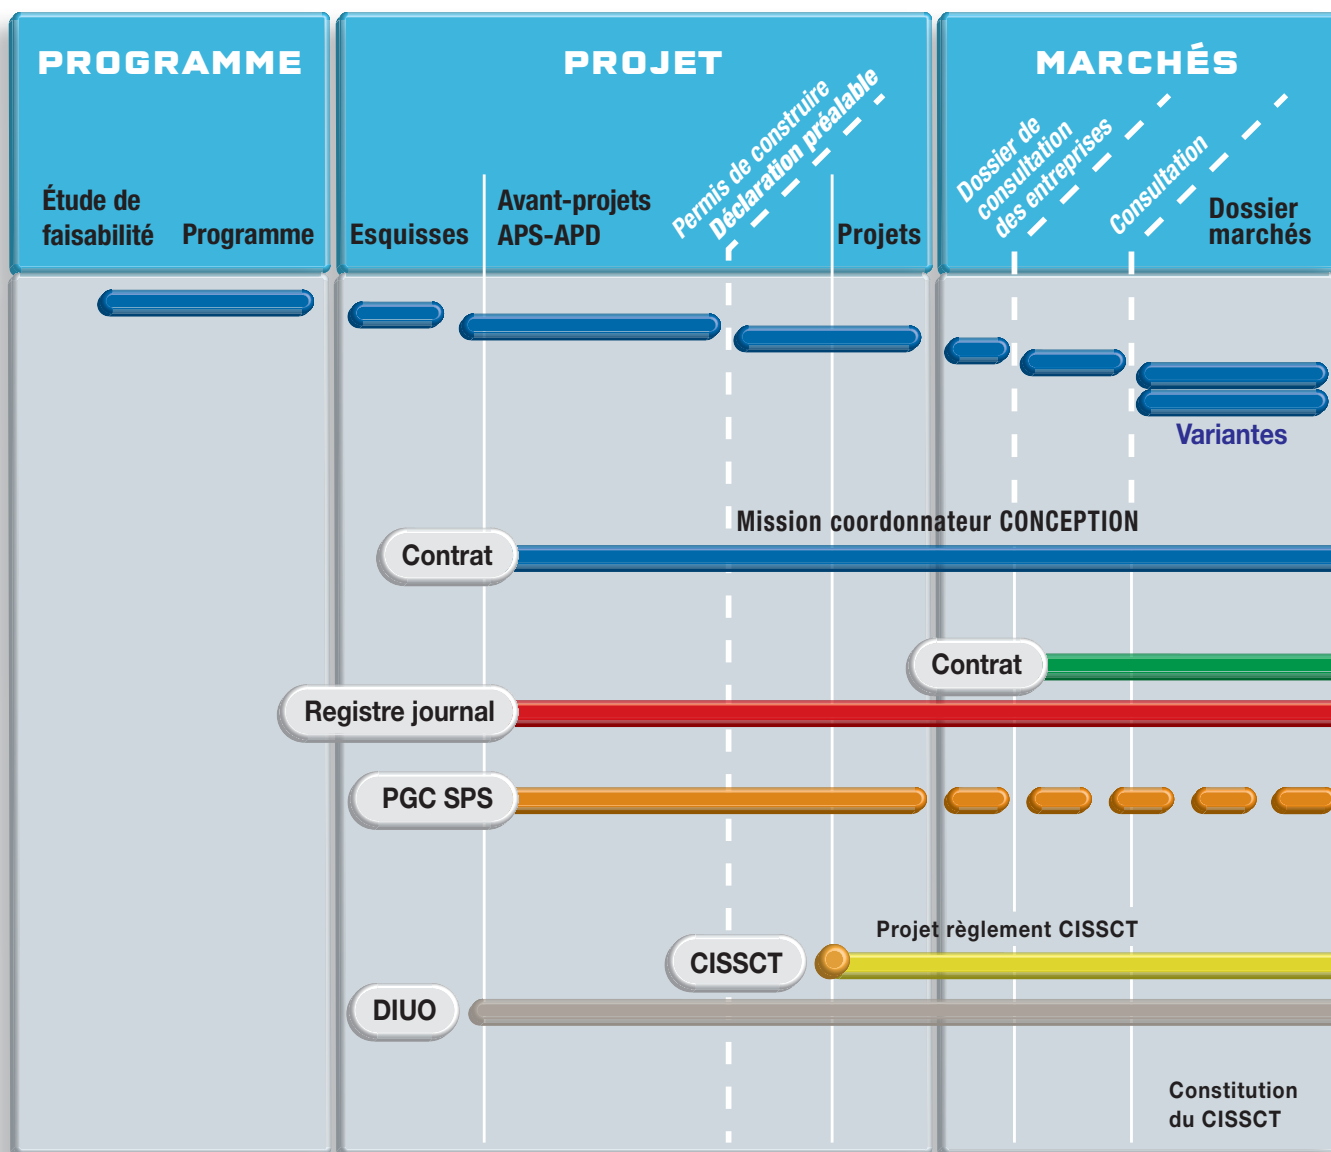 PROGRAMME
PROJET
MARCHÉS
Étude de
faisabilité
Programme
Esquisses
Avant-projets
APS-APD
Permis de construire
Déclaration préalable
Projets
Dossier de
consultation
des entreprises
Consultation
Dossier
marchés
Variantes
Mission coordonnateur CONCEPTION
Contrat
Contrat
Registre journal
PGC SPS
Projet règlement CISSCT
CISSCT
DIUO
Constitution
du CISSCT